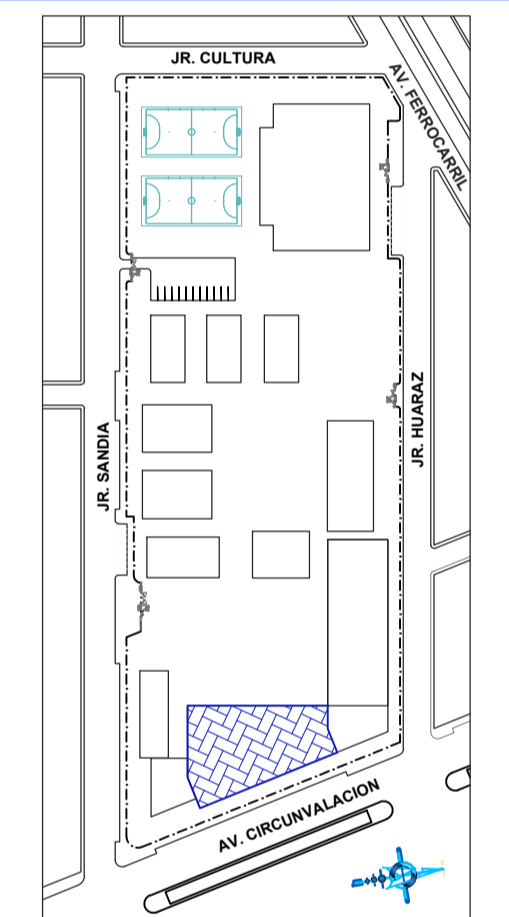 JR. CULTURA
AV. FERROCARRIL
JR. HUARAZ
JR. SANDIA
AV. CIRCUNVALACION